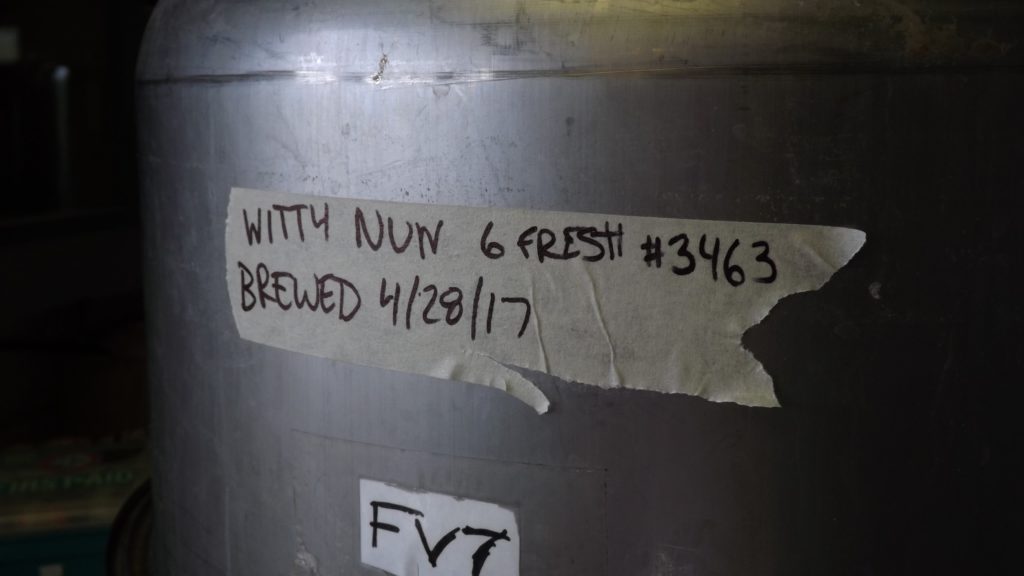 WITTY NUN 6 FRESH #3463
BREWED 4/28/17
FV7